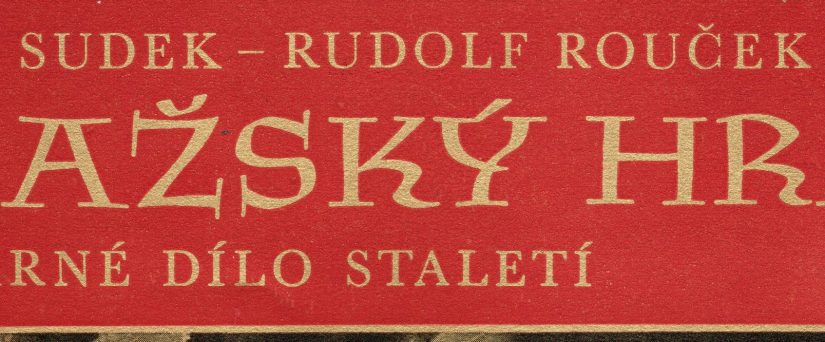 SUDEK – RUDOLF ROUČEK
AŽSKÝ HR
RNÉ DÍLO STALETÍ